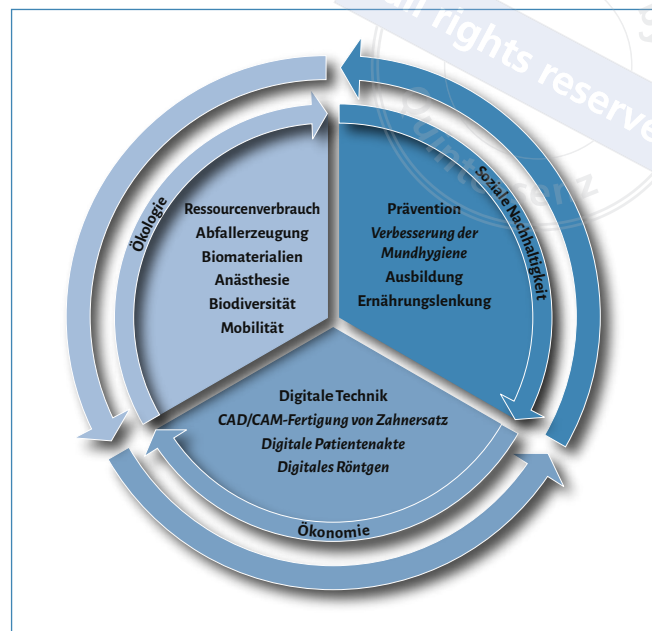 all rights reserve
Ökologie
Ressourcenverbrauch
Abfallerzeugung
Biomaterialien
Anästhesie
Biodiversität
Mobilität
Soziale Nachhaltigkeit
Prävention
Verbesserung der
Mundhygiene
Ausbildung
Ernährungslenkung
Digitale Technik
CAD/CAM-Fertigung von Zahnersatz
Digitale Patientenakte
Digitales Röntgen
Ökonomie